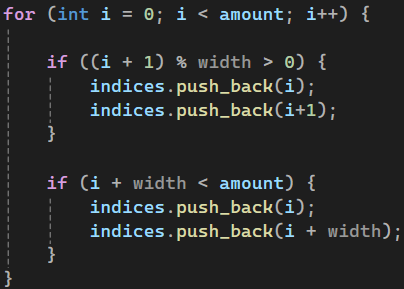 for (int i = 0; i < amount; i++) {
if ((i + 1) % width > 0) {
indices.push_back(i);
indices.push_back(i+1);
}
if (i + width < amount) {
indices.push_back(i);
indices.push_back(i + width);
}
}